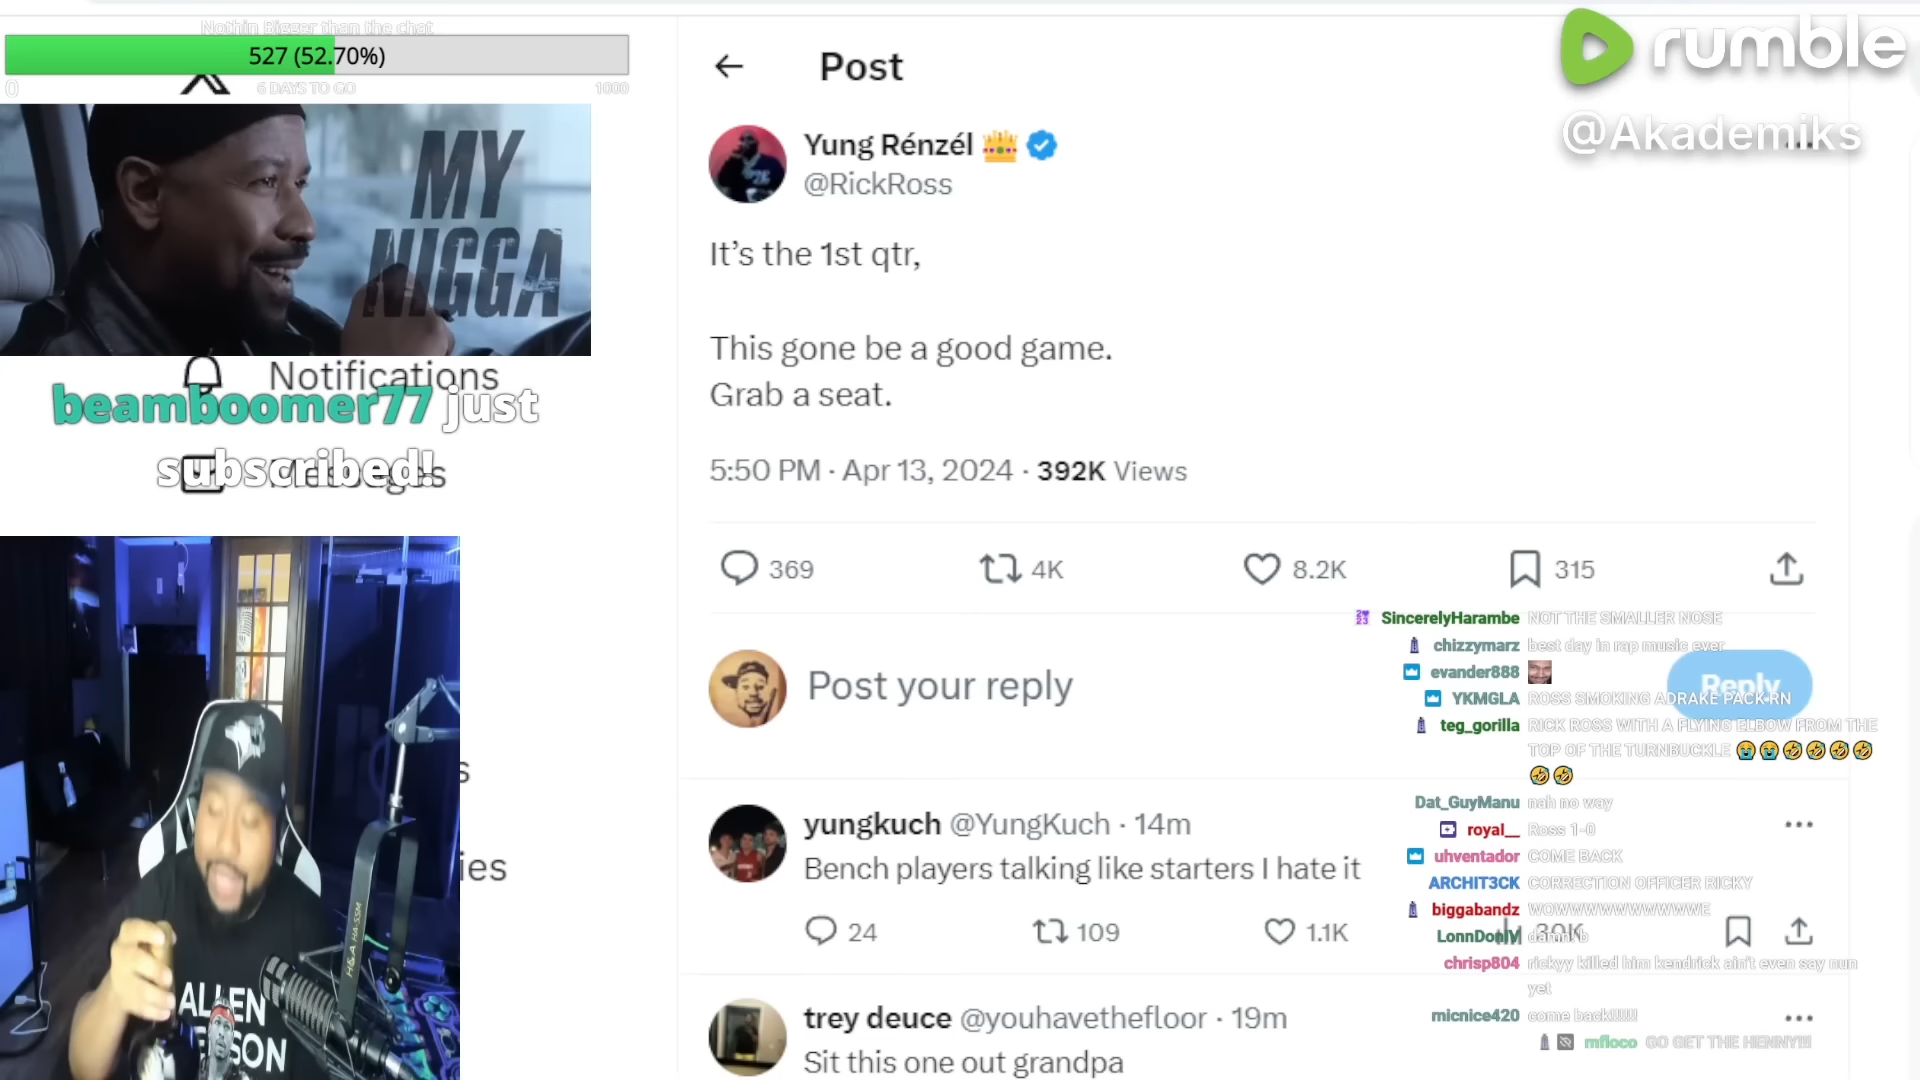 Nothin Bigger than the chat
527 (52.70%)
0
6 DAYS TO GO
1000
MY
NIGGA
Notifications
beamboomer77 just
subscribed!
Messages
s
ies
ALLEN
SON
H&A HA-SSM
Post
Yung Rénzél
@RickRoss
It’s the 1st qtr,
This gone be a good game.
Grab a seat.
5:50 PM · Apr 13, 2024 · 392K Views
369
4K
8.2K
315
Post your reply
Reply
yungkuch @YungKuch · 14m
Bench players talking like starters I hate it
24
109
1.1K
30K
trey deuce @youhavethefloor · 19m
Sit this one out grandpa
rumble
@Akademiks
SincerelyHarambe NOT THE SMALLER NOSE
chizzymarz best day in rap music ever
evander888
YKMGLA ROSS SMOKING ADRAKE PACK RN
teg_gorilla RICK ROSS WITH A FLYING ELBOW FROM THE
TOP OF THE TURNBUCKLE 😭😭🤣🤣🤣🤣
🤣🤣
Dat_GuyManu nah no way
royal__ Ross 1-0
uhventador COME BACK
ARCHIT3CK CORRECTION OFFICER RICKY
biggabandz WOWWWWWWWWWWE
chrisp804 rickyy killed him kendrick ain't even say nun
yet
micnice420 come back!!!!!!
mfloco GO GET THE HENNY!!!